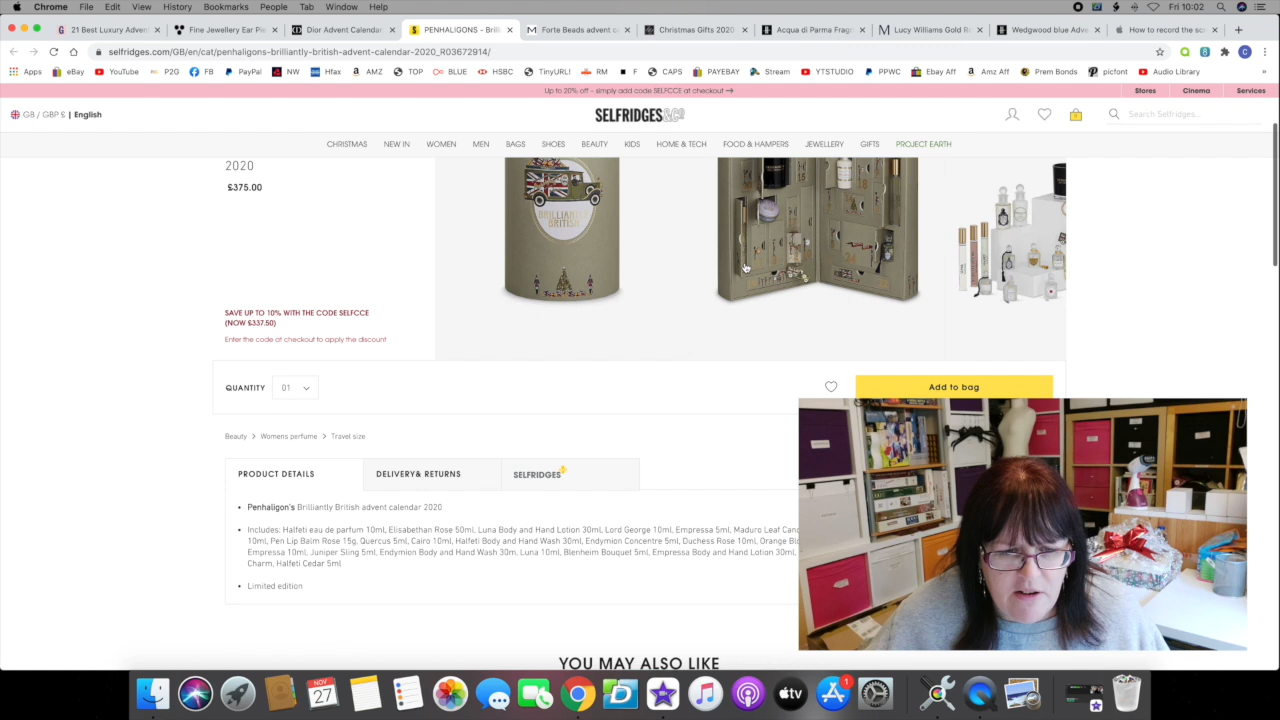 Chrome File Edit View History Bookmarks People Tab Window Help Fri 10:02
21 Best Luxury Adven Fine Jewellery Ear Pie Dior Advent Calendar PENHALIGONS - Bril Forte Beads advent c Christmas Gifts 2020 Acqua di Parma Fragr Lucy Williams Gold R Wedgwood blue Adve How to record the scr
selfridges.com/GB/en/cat/penhaligons-brilliantly-british-advent-calendar-2020_R03672914/
Apps eBay YouTube P2G FB PayPal NW Hfax AMZ TOP BLUE HSBC TinyURL! RM F CAPS PAYEBAY Stream YTSTUDIO PPWC Ebay Aff Amz Aff Prem Bonds picfont Audio Library »
Up to 20% off – simply add code SELFCCE at checkout → Stores Cinema Services
GB / GBP £ | English SELFRIDGES&CO Search Selfridges...
CHRISTMAS NEW IN WOMEN MEN BAGS SHOES BEAUTY KIDS HOME & TECH FOOD & HAMPERS JEWELLERY GIFTS PROJECT EARTH
2020
£375.00
BRILLIANTLY
BRITISH
SAVE UP TO 10% WITH THE CODE SELFCCE
(NOW £337.50)
Enter the code at checkout to apply the discount
QUANTITY 01 Add to bag
Beauty > Womens perfume > Travel size
PRODUCT DETAILS DELIVERY& RETURNS SELFRIDGES+
• Penhaligon's Brilliantly British advent calendar 2020
• Includes: Halfeti eau de parfum 10ml, Elisabethan Rose 50ml, Luna Body and Hand Lotion 30ml, Lord George 10ml, Empressa 5ml, Maduro Leaf Canc
10ml, Pen Lip Balm Rose 15g, Quercus 5ml, Cairo 10ml, Halfeti Body and Hand Wash 30ml, Endymion Concentre 5ml, Duchess Rose 10ml, Orange Bl
Empressa 10ml, Juniper Sling 5ml, Endymion Body and Hand Wash 30m, Luna 10ml, Blenheim Bouquet 5ml, Empressa Body and Hand Lotion 30ml,
Charm, Halfeti Cedar 5ml
• Limited edition
YOU MAY ALSO LIKE
NOV
27
tv
1